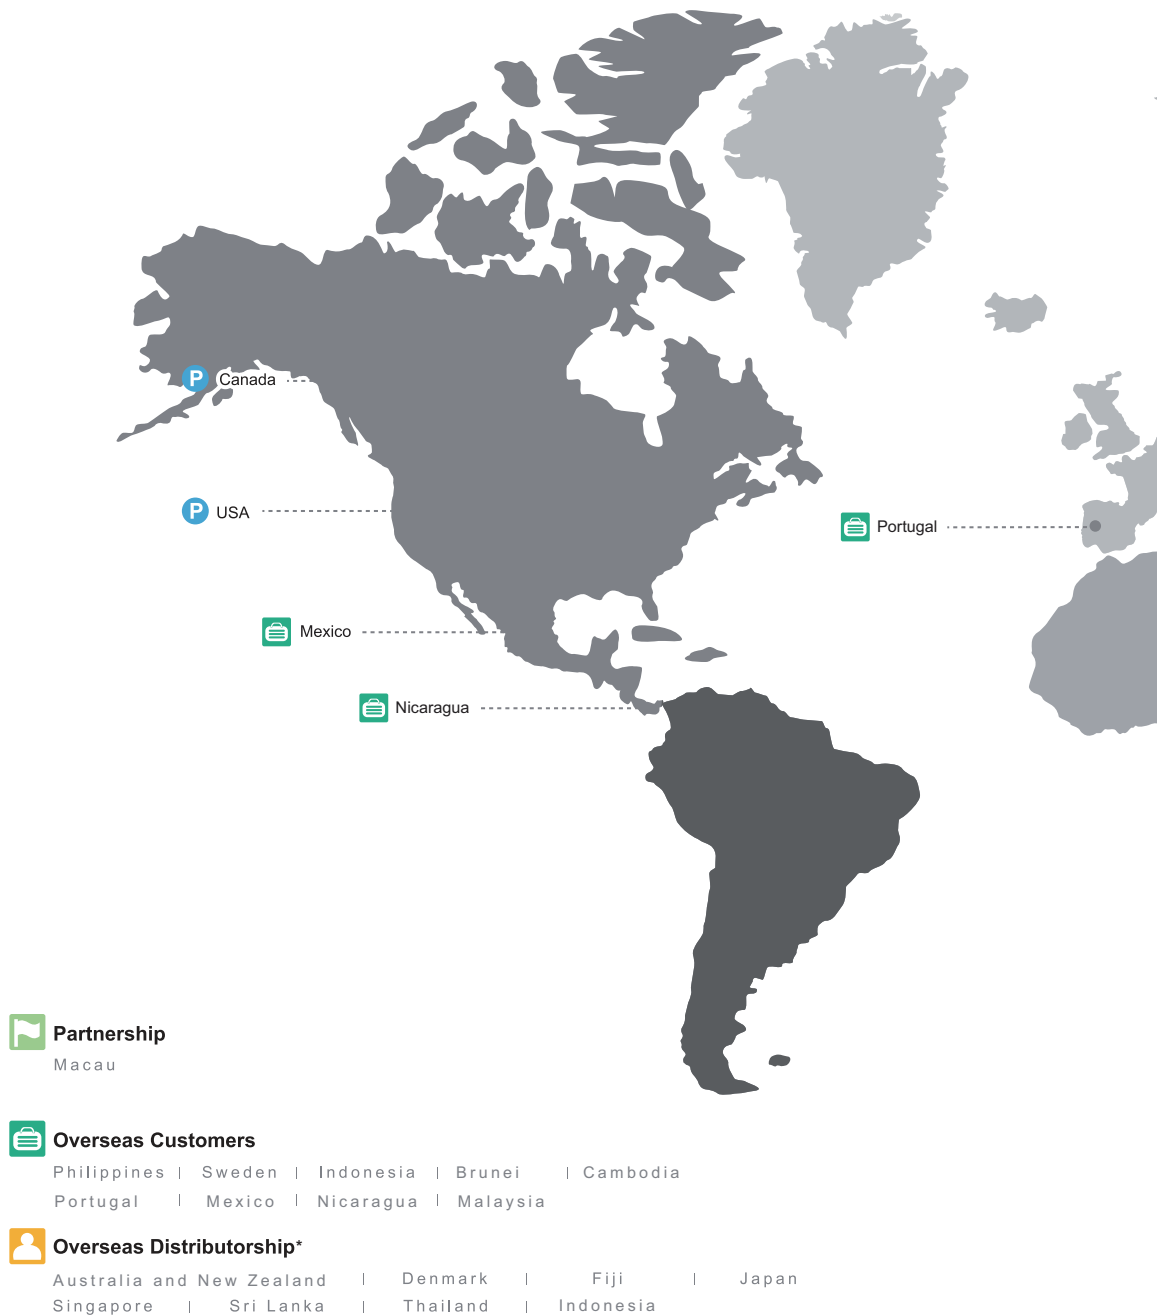 P Canada
P USA
Portugal
Mexico
Nicaragua
Partnership
Macau
Overseas Customers
Philippines | Sweden | Indonesia | Brunei | Cambodia
Portugal | Mexico | Nicaragua | Malaysia
Overseas Distributorship*
Australia and New Zealand | Denmark | Fiji | Japan
Singapore | Sri Lanka | Thailand | Indonesia